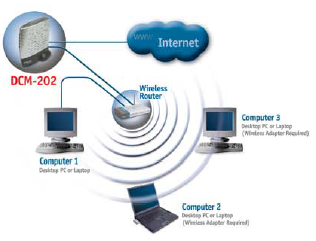 www.
Internet
DCM-202
Wireless
Router
Computer 3
Desktop PC or Laptop
(Wireless Adapter Required)
Computer 1
Desktop PC or Laptop
Computer 2
Desktop PC or Laptop
(Wireless Adapter Required)